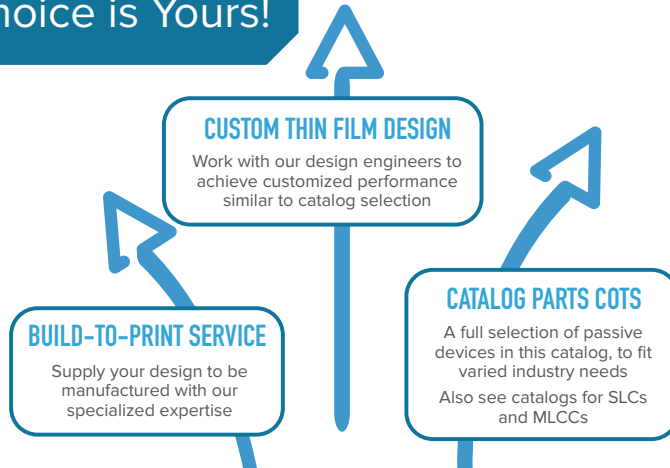 is Yours!
CUSTOM THIN FILM DESIGN
Work with our design engineers to
achieve customized performance
similar to catalog selection
BUILD-TO-PRINT SERVICE
Supply your design to be
manufactured with our
specialized expertise
CATALOG PARTS COTS
A full selection of passive
devices in this catalog, to fit
varied industry needs
Also see catalogs for SLCs
and MLCCs